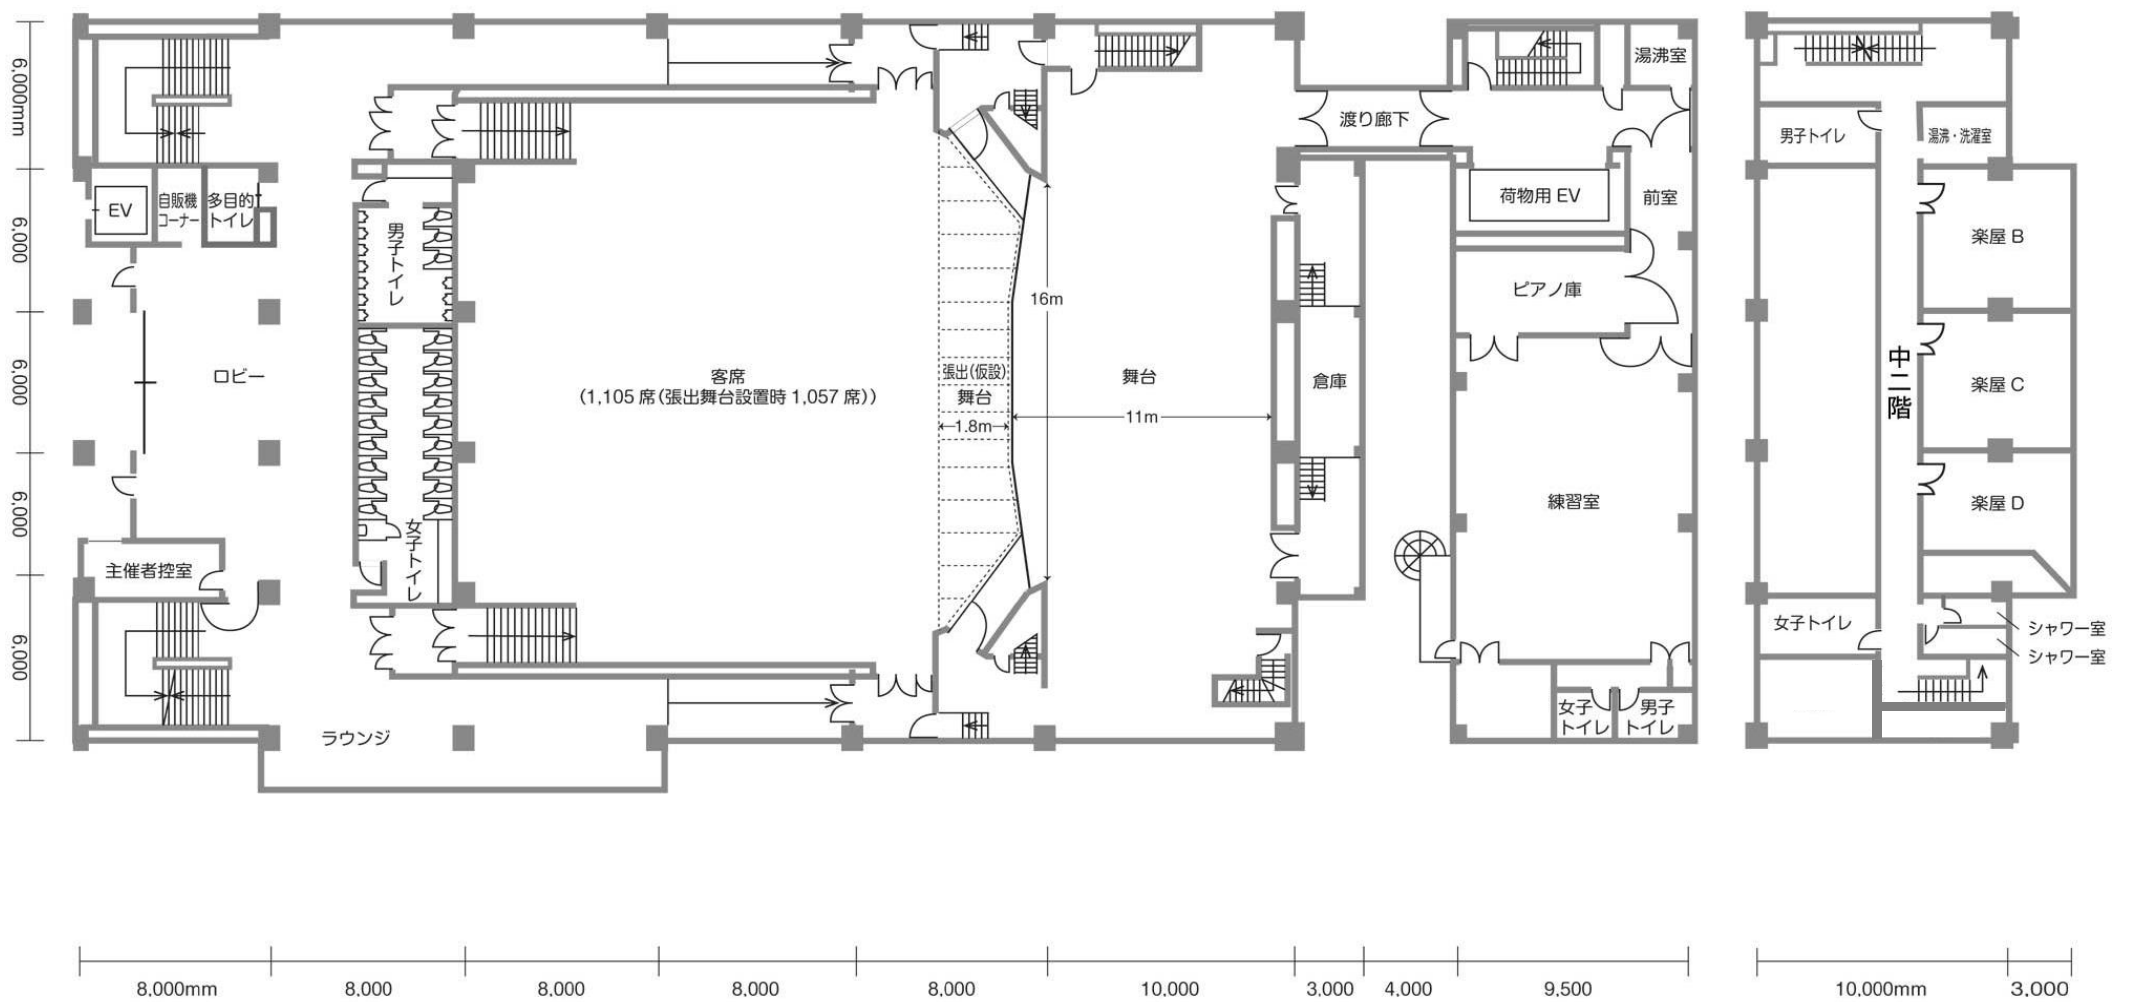 6,000mm
6,000
6,000
6,000
6,000
EV
自販機
コーナー
多目的
トイレ
男子トイレ
ロビー
女子トイレ
主催者控室
ラウンジ
客席
(1,105 席(張出舞台設置時 1,057 席))
張出(仮設)
舞台
1.8m
16m
舞台
11m
倉庫
渡り廊下
湯沸室
荷物用 EV
前室
ピアノ庫
練習室
女子
トイレ
男子
トイレ
男子トイレ
湯沸・洗濯室
楽屋 B
中二階
楽屋 C
楽屋 D
女子トイレ
シャワー室
シャワー室
8,000mm
8,000
8,000
8,000
8,000
10,000
3,000
4,000
9,500
10,000mm
3,000